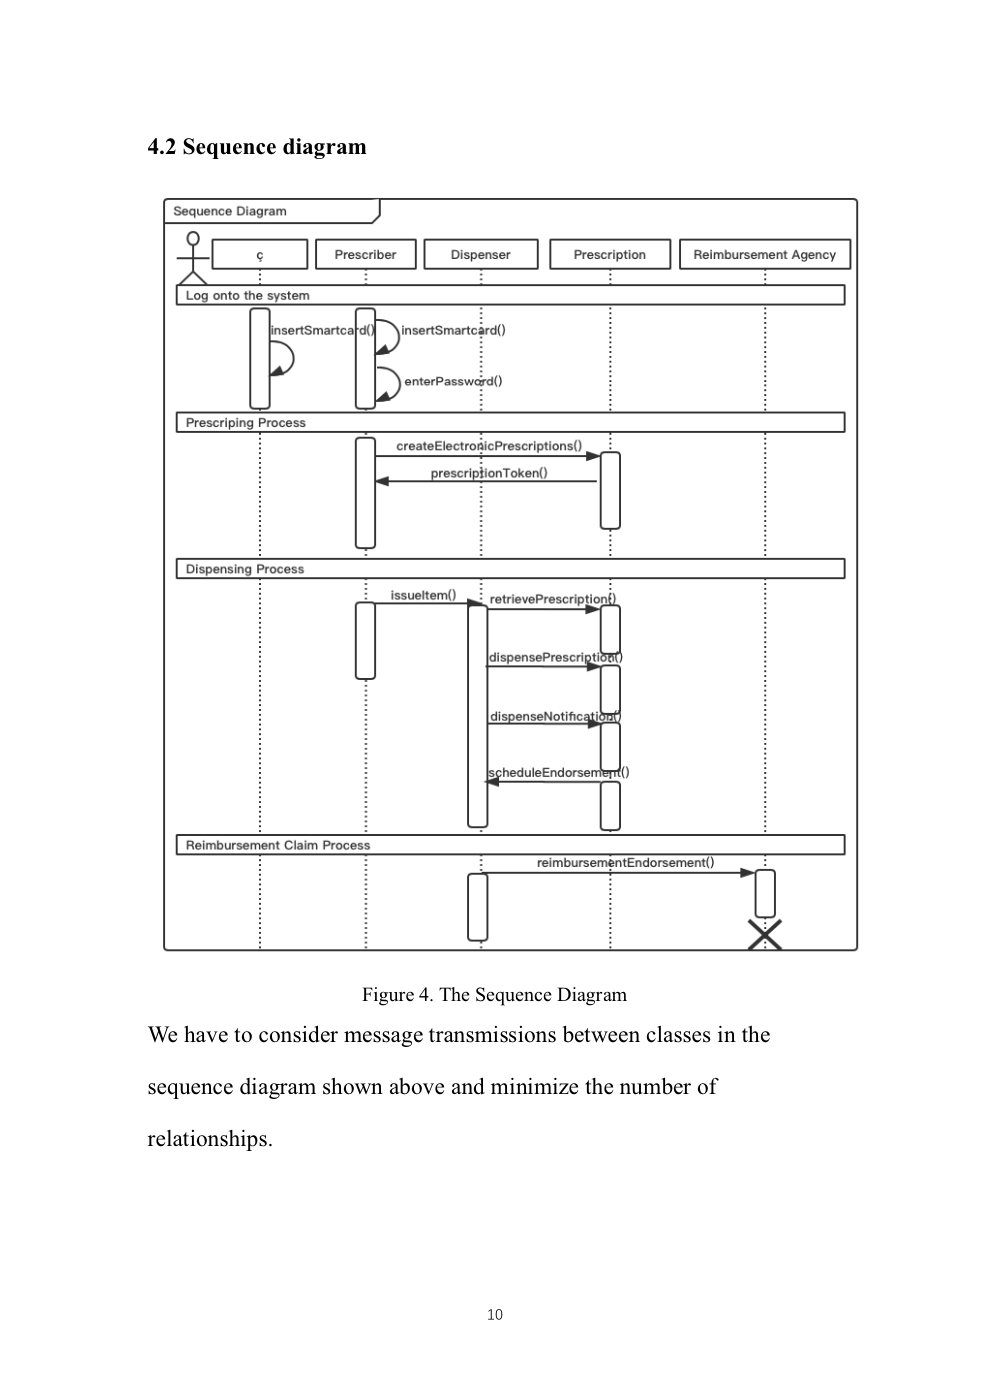 4.2 Sequence diagram
Sequence Diagram
ç
Prescriber
Dispenser
Prescription
Reimbursement Agency
Log onto the system
insertSmartcard()
insertSmartcard()
enterPassword()
Prescriping Process
createElectronicPrescriptions()
prescriptionToken()
Dispensing Process
issueItem()
retrievePrescription()
dispensePrescription()
dispenseNotification()
scheduleEndorsement()
Reimbursement Claim Process
reimbursementEndorsement()
Figure 4. The Sequence Diagram
We have to consider message transmissions between classes in the
sequence diagram shown above and minimize the number of
relationships.
10